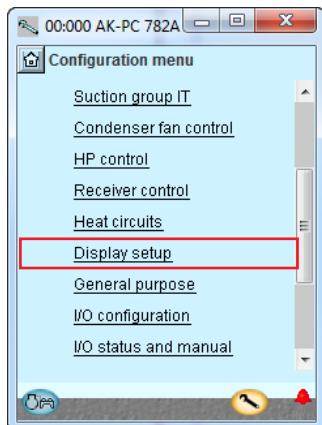 00:000 AK-PC 782A
Configuration menu
Suction group IT
Condenser fan control
HP control
Receiver control
Heat circuits
Display setup
General purpose
I/O configuration
I/O status and manual